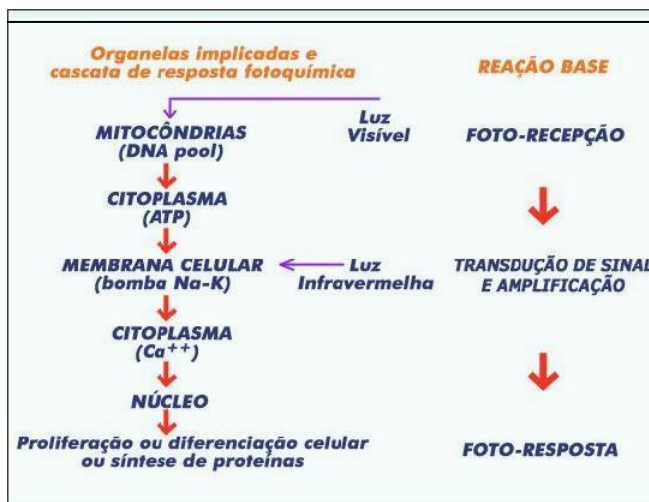 Organelas implicadas e
cascata de resposta fotoquímica
REAÇÃO BASE
Luz
Visível
MITOCÔNDRIAS
(DNA pool)
FOTO-RECEPÇÃO
CITOPLASMA
(ATP)
MEMBRANA CELULAR
(bomba Na-K)
Luz
Infravermelha
TRANSDUÇÃO DE SINAL
E AMPLIFICAÇÃO
CITOPLASMA
(Ca++)
NÚCLEO
Proliferação ou diferenciação celular
ou síntese de proteínas
FOTO-RESPOSTA